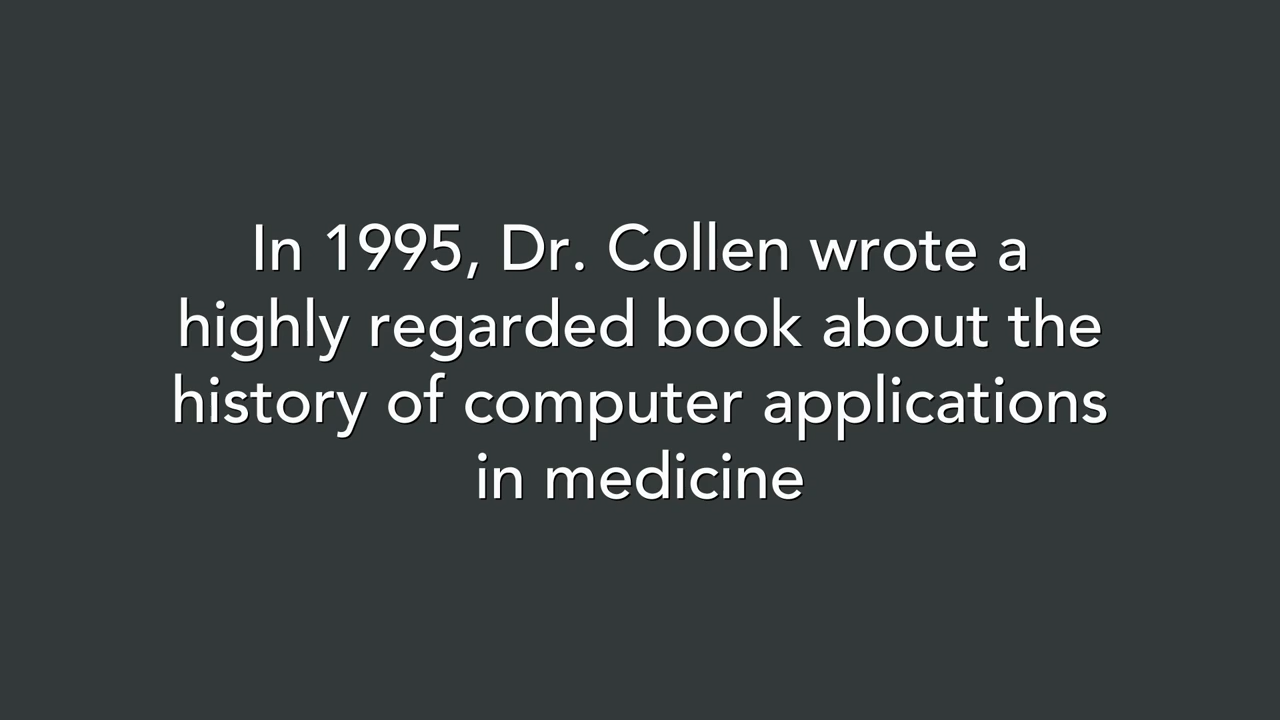 In 1995, Dr. Collen wrote a
highly regarded book about the
history of computer applications
in medicine